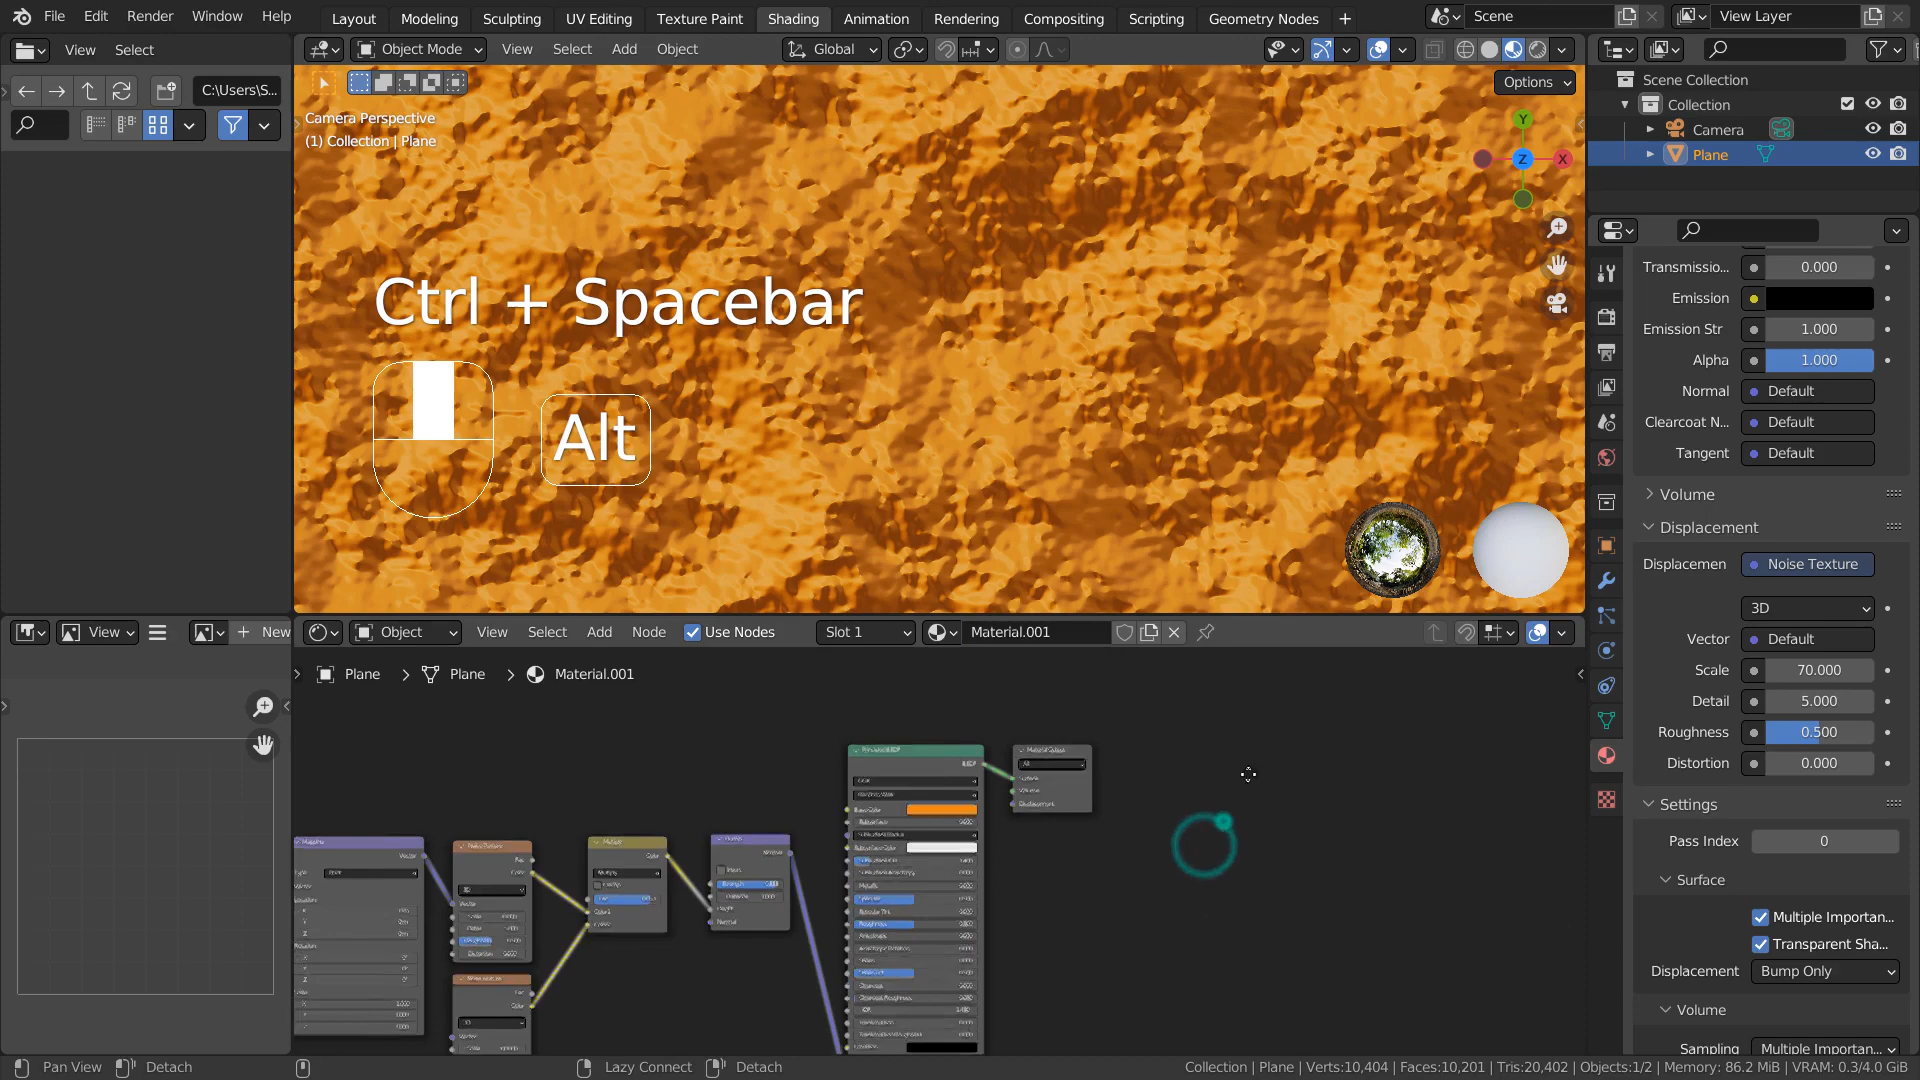 File Edit Render Window Help
Layout Modeling Sculpting UV Editing Texture Paint Shading Animation Rendering Compositing Scripting Geometry Nodes +
Scene
View Layer
View Select
Object Mode View Select Add Object
Global
C:\Users\S...
Options
Camera Perspective
(1) Collection | Plane
Y
Z
X
Ctrl + Spacebar
Alt
Scene Collection
Collection
Camera
Plane
Transmissio... 0.000
Emission
Emission Str 1.000
Alpha 1.000
Normal Default
Clearcoat N... Default
Tangent Default
Volume
Displacement
Displacemen Noise Texture
3D
Vector Default
Scale 70.000
Detail 5.000
Roughness 0.500
Distortion 0.000
Settings
Pass Index 0
Surface
Multiple Importan...
Transparent Sha...
Displacement Bump Only
Volume
Sampling Multiple Importan...
View
New
Object View Select Add Node Use Nodes Slot 1 Material.001
Plane > Plane > Material.001
Pan View Detach Lazy Connect Detach
Collection | Plane | Verts:10,404 | Faces:10,201 | Tris:20,402 | Objects:1/2 | Memory: 86.2 MiB | VRAM: 0.3/4.0 GiB